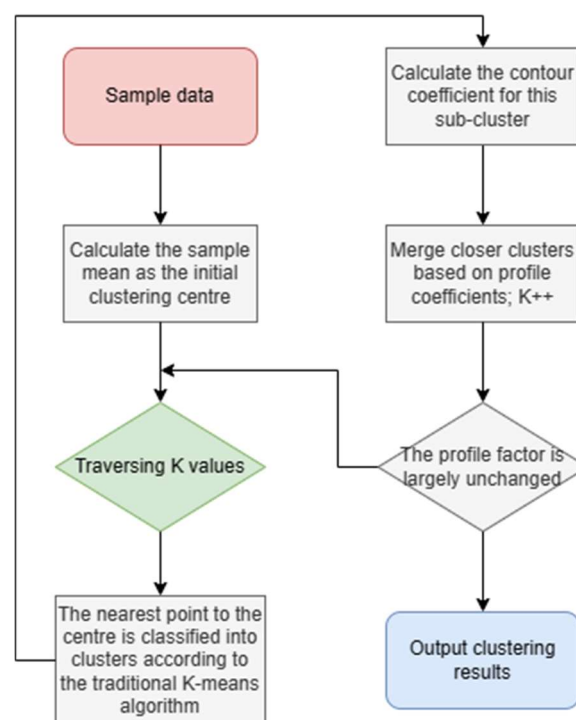 Sample data
Calculate the sample
mean as the initial
clustering centre
Traversing K values
The nearest point to the
centre is classified into
clusters according to
the traditional K-means
algorithm
Calculate the contour
coefficient for this
sub-cluster
Merge closer clusters
based on profile
coefficients; K++
The profile factor is
largely unchanged
Output clustering
results